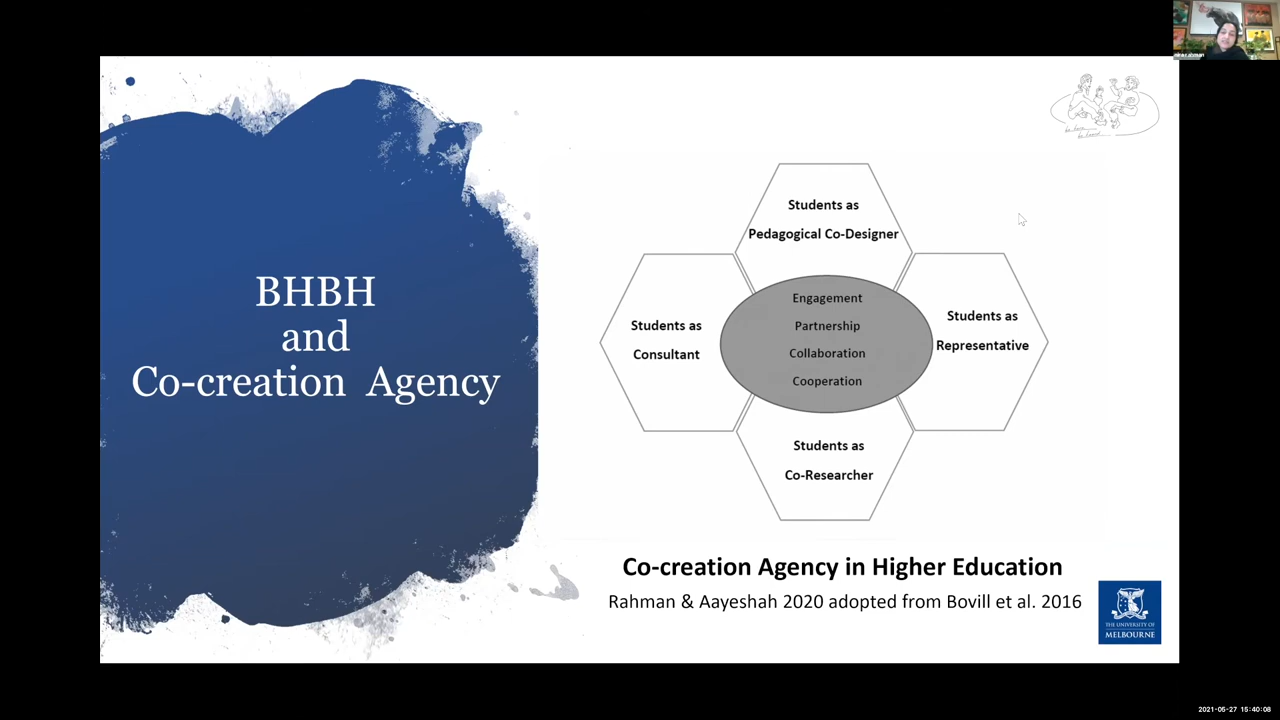 BHBH
and
Co-creation Agency
Students as
Pedagogical Co-Designer
Students as
Consultant
Engagement
Partnership
Collaboration
Cooperation
Students as
Representative
Students as
Co-Researcher
Co-creation Agency in Higher Education
Rahman & Aayeshah 2020 adopted from Bovill et al. 2016
THE UNIVERSITY OF
MELBOURNE
2021-05-27 15:40:08